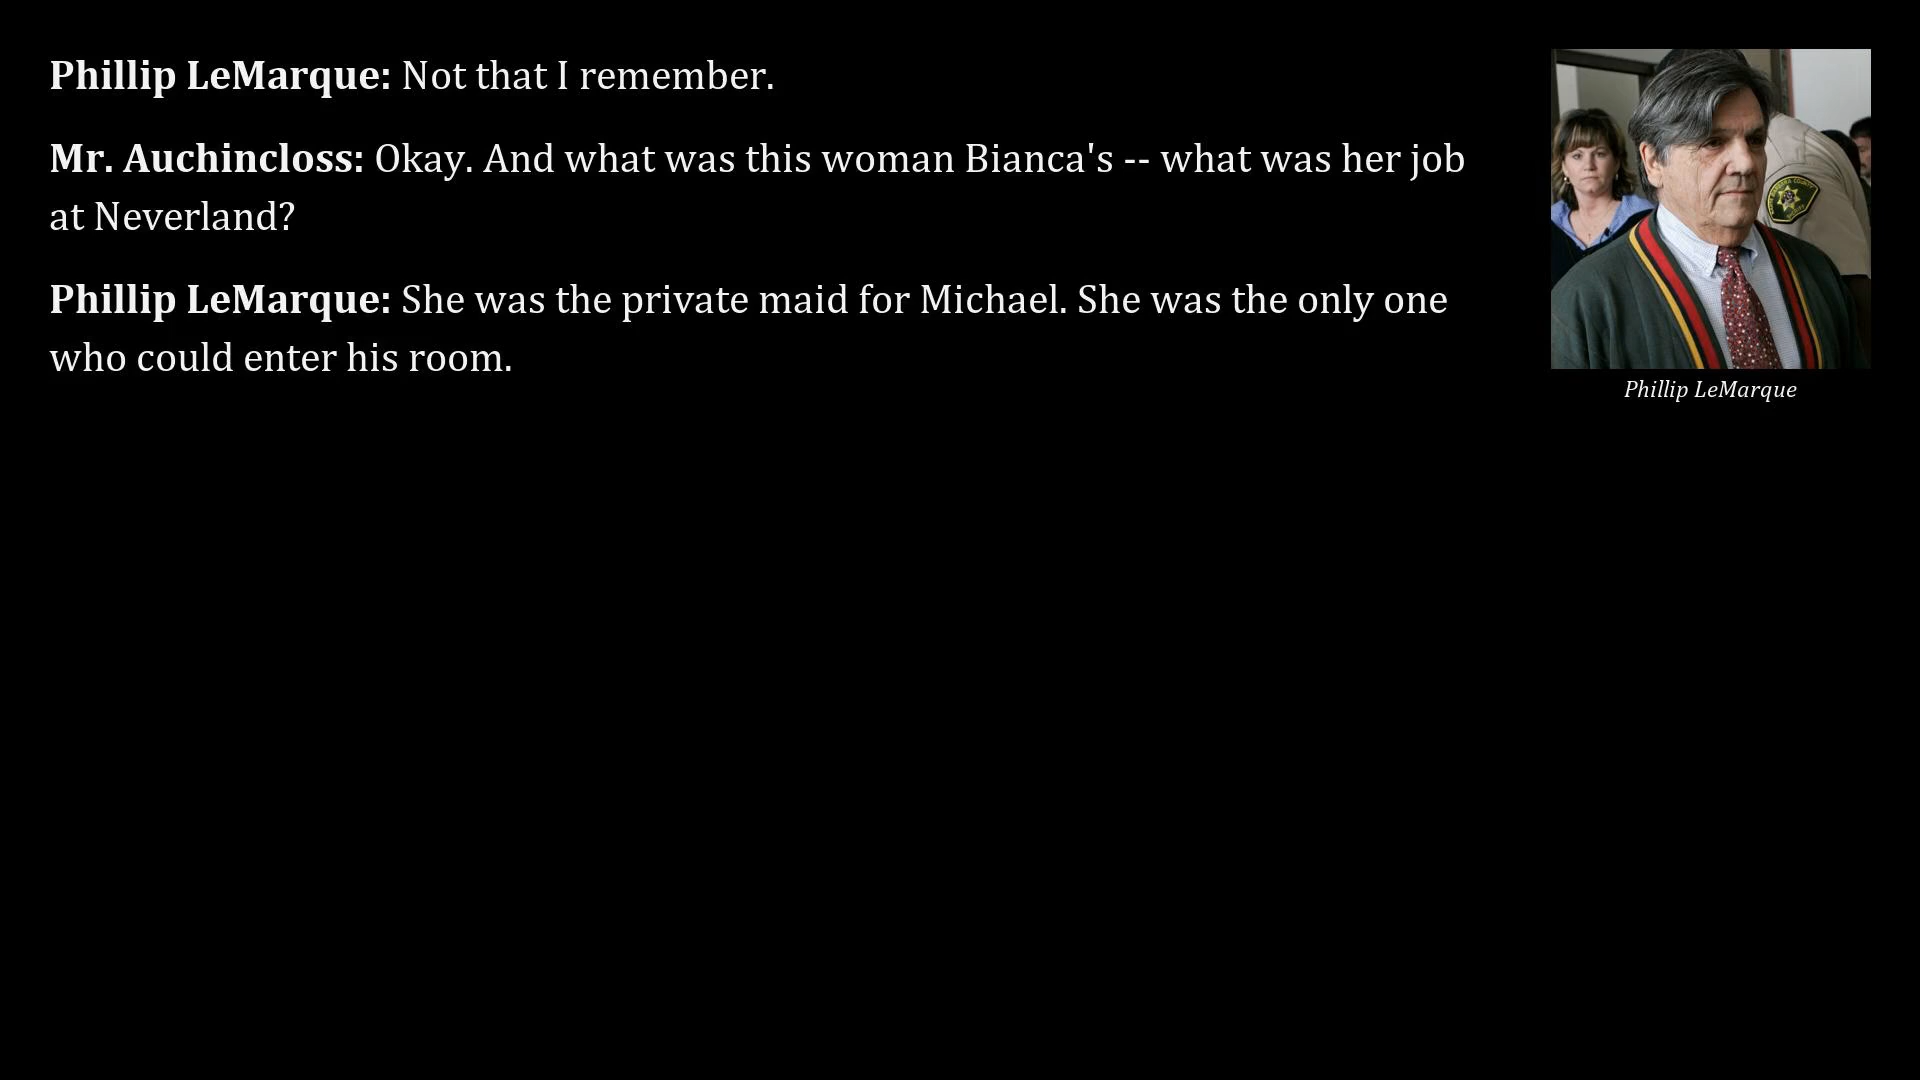 Phillip LeMarque: Not that I remember.
Mr. Auchincloss: Okay. And what was this woman Bianca's -- what was her job
at Neverland?
Phillip LeMarque: She was the private maid for Michael. She was the only one
who could enter his room.
Phillip LeMarque